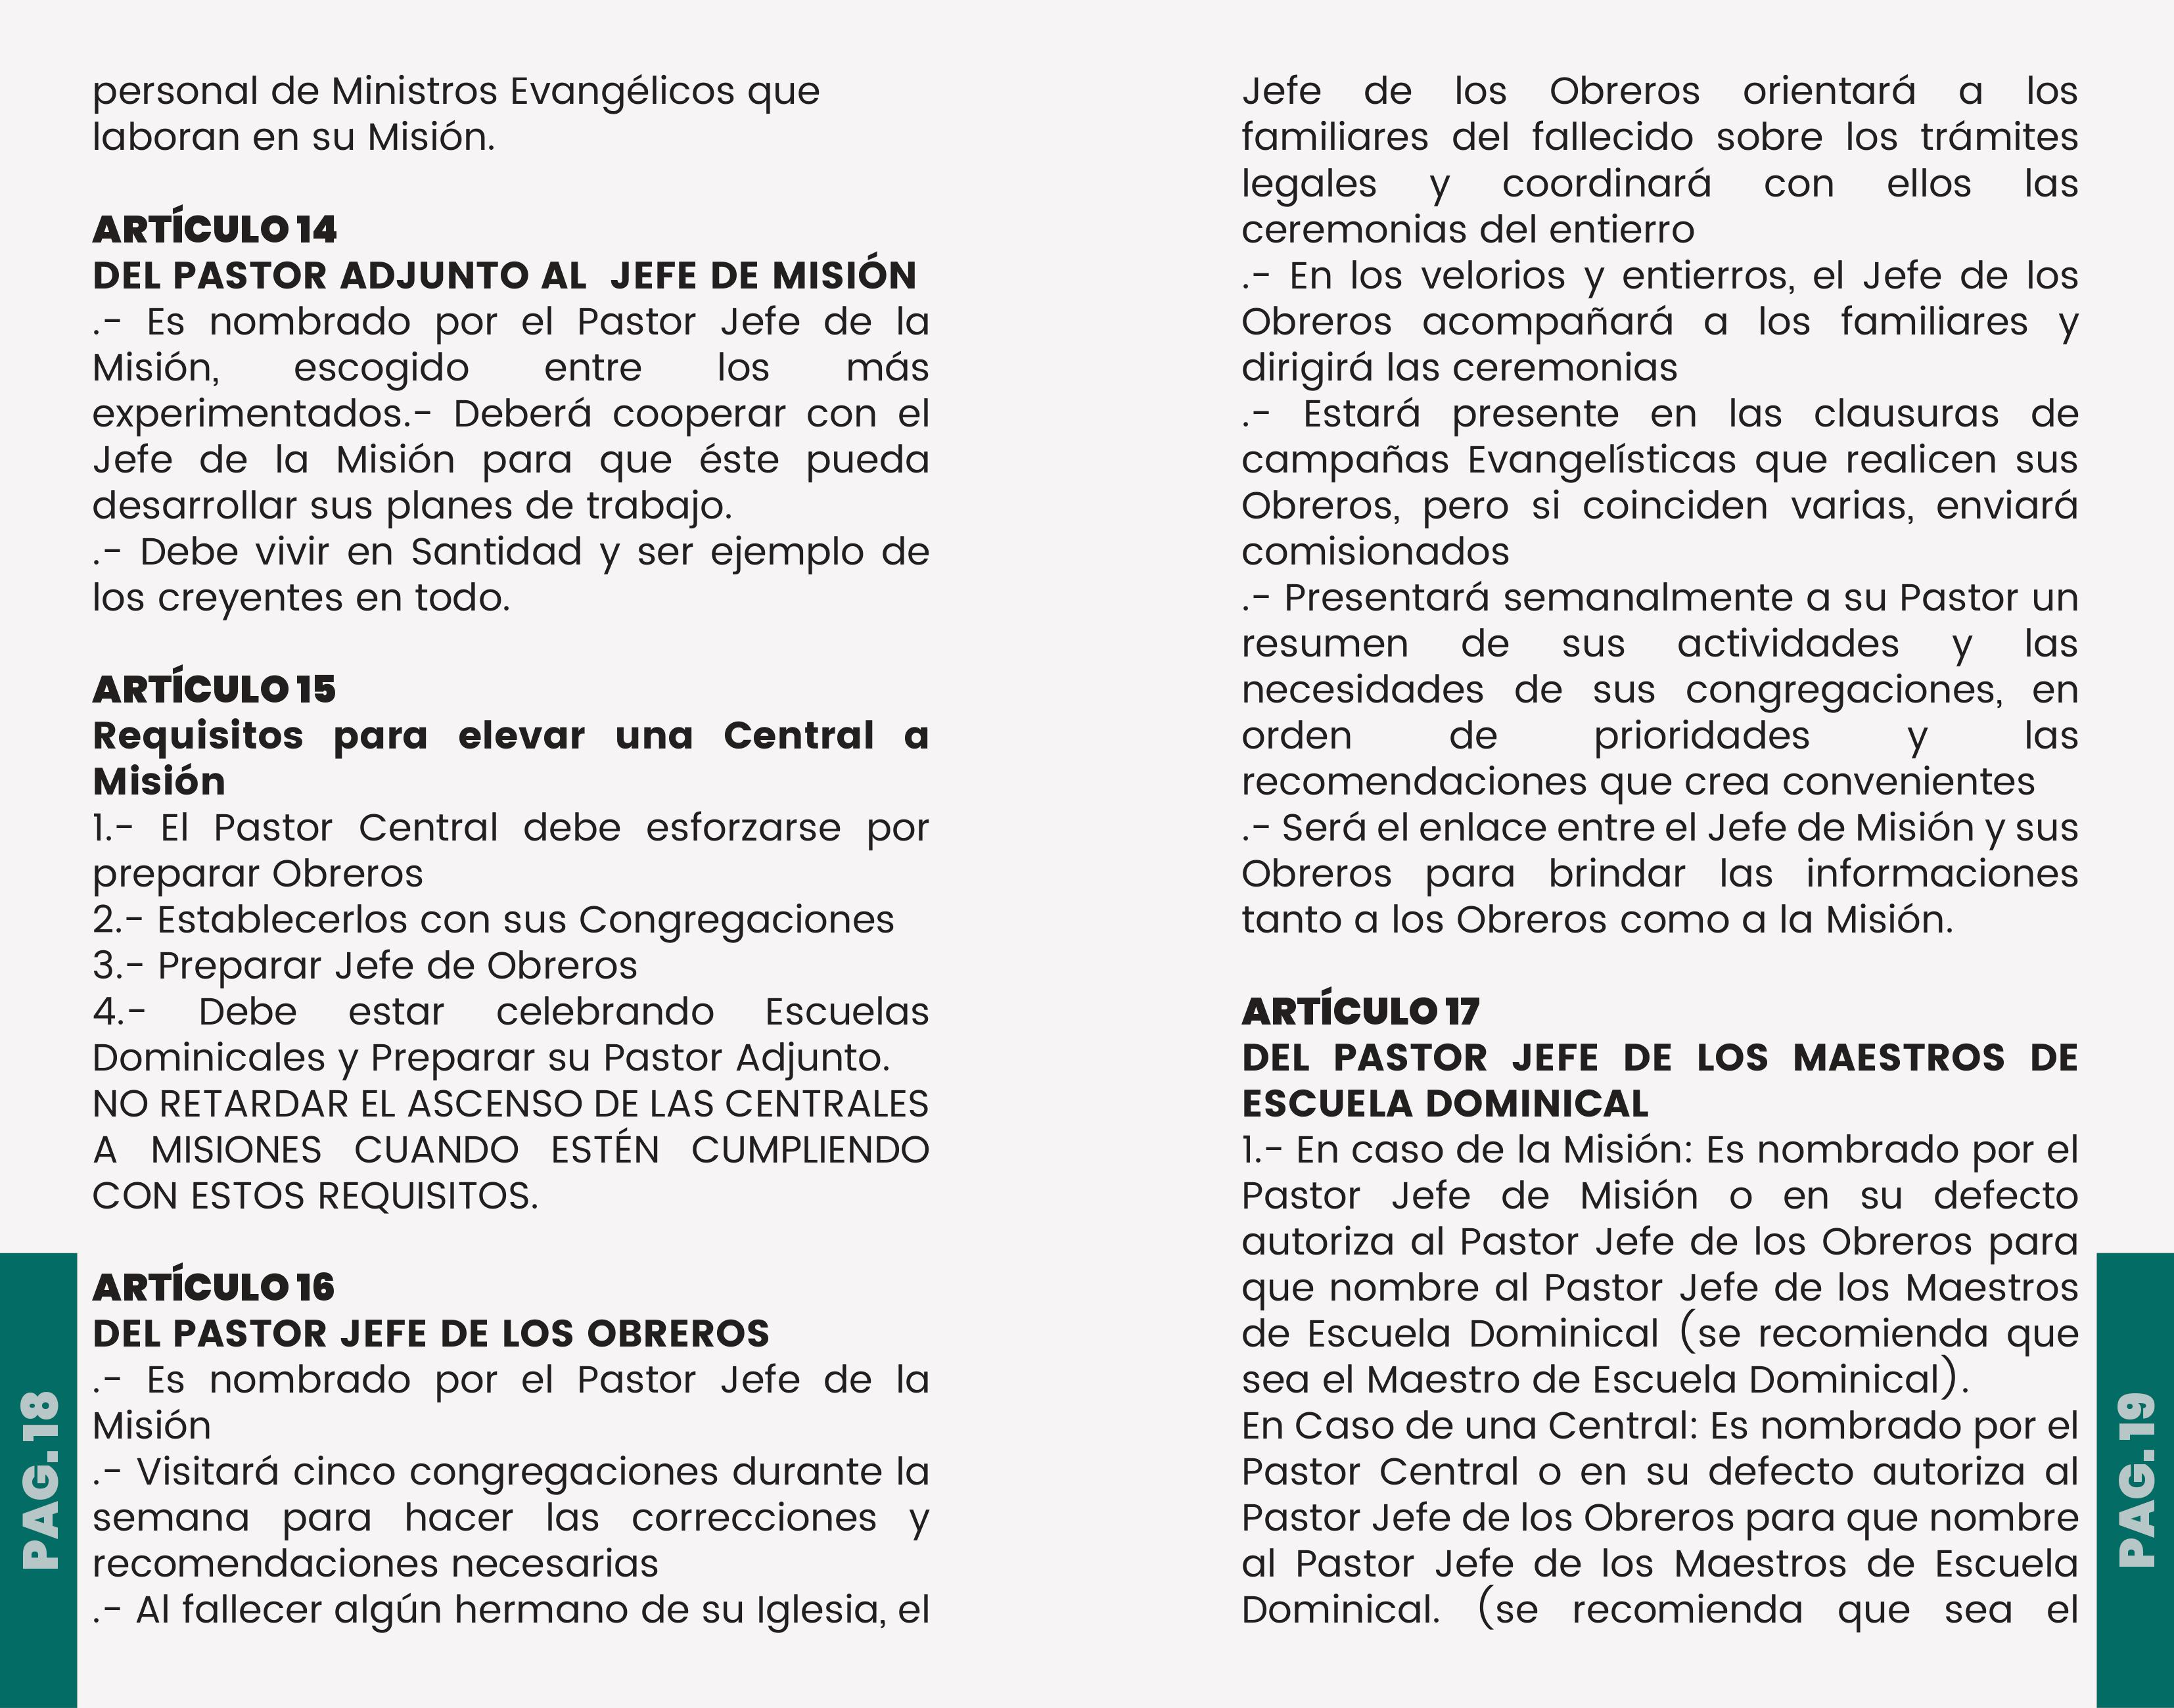 personal de Ministros Evangélicos que
laboran en su Misión.
ARTÍCULO 14
DEL PASTOR ADJUNTO AL  JEFE DE MISIÓN
.- Es nombrado por el Pastor Jefe de la
Misión, escogido entre los más
experimentados.- Deberá cooperar con el
Jefe de la Misión para que éste pueda
desarrollar sus planes de trabajo.
.- Debe vivir en Santidad y ser ejemplo de
los creyentes en todo.
ARTÍCULO 15
Requisitos para elevar una Central a
Misión
1.- El Pastor Central debe esforzarse por
preparar Obreros
2.- Establecerlos con sus Congregaciones
3.- Preparar Jefe de Obreros
4.- Debe estar celebrando Escuelas
Dominicales y Preparar su Pastor Adjunto.
NO RETARDAR EL ASCENSO DE LAS CENTRALES
A MISIONES CUANDO ESTÉN CUMPLIENDO
CON ESTOS REQUISITOS.
ARTÍCULO 16
DEL PASTOR JEFE DE LOS OBREROS
.- Es nombrado por el Pastor Jefe de la
Misión
.- Visitará cinco congregaciones durante la
semana para hacer las correcciones y
recomendaciones necesarias
.- Al fallecer algún hermano de su Iglesia, el
PAG. 18
Jefe de los Obreros orientará a los
familiares del fallecido sobre los trámites
legales y coordinará con ellos las
ceremonias del entierro
.- En los velorios y entierros, el Jefe de los
Obreros acompañará a los familiares y
dirigirá las ceremonias
.- Estará presente en las clausuras de
campañas Evangelísticas que realicen sus
Obreros, pero si coinciden varias, enviará
comisionados
.- Presentará semanalmente a su Pastor un
resumen de sus actividades y las
necesidades de sus congregaciones, en
orden de prioridades y las
recomendaciones que crea convenientes
.- Será el enlace entre el Jefe de Misión y sus
Obreros para brindar las informaciones
tanto a los Obreros como a la Misión.
ARTÍCULO 17
DEL PASTOR JEFE DE LOS MAESTROS DE
ESCUELA DOMINICAL
1.- En caso de la Misión: Es nombrado por el
Pastor Jefe de Misión o en su defecto
autoriza al Pastor Jefe de los Obreros para
que nombre al Pastor Jefe de los Maestros
de Escuela Dominical (se recomienda que
sea el Maestro de Escuela Dominical).
En Caso de una Central: Es nombrado por el
Pastor Central o en su defecto autoriza al
Pastor Jefe de los Obreros para que nombre
al Pastor Jefe de los Maestros de Escuela
Dominical. (se recomienda que sea el
PAG. 19